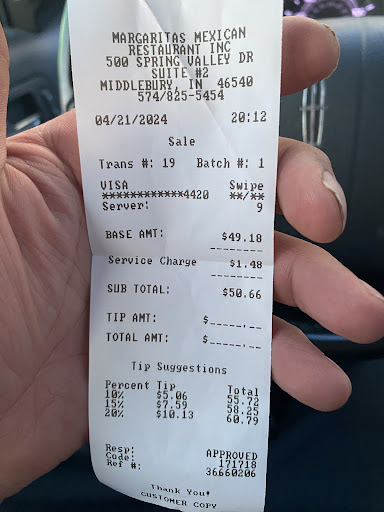 MARGARITAS MEXICAN
RESTAURANT INC
500 SPRING VALLEY DR
SUITE #2
MIDDLEBURY, IN 46540
574/825-5454
04/21/2024 20:12
Sale
Trans #: 19 Batch #: 1
VISA Swipe
************4420 **/**
Server: 9
BASE AMT: $49.18
---------
Service Charge $1.48
---------
SUB TOTAL: $50.66
TIP AMT: $_____.__
TOTAL AMT: $_____.__
Tip Suggestions
Percent Tip Total
10% $5.06 55.72
15% $7.59 58.25
20% $10.13 60.79
Resp: APPROVED
Code: 171718
Ref #: 36660206
Thank You!
CUSTOMER COPY